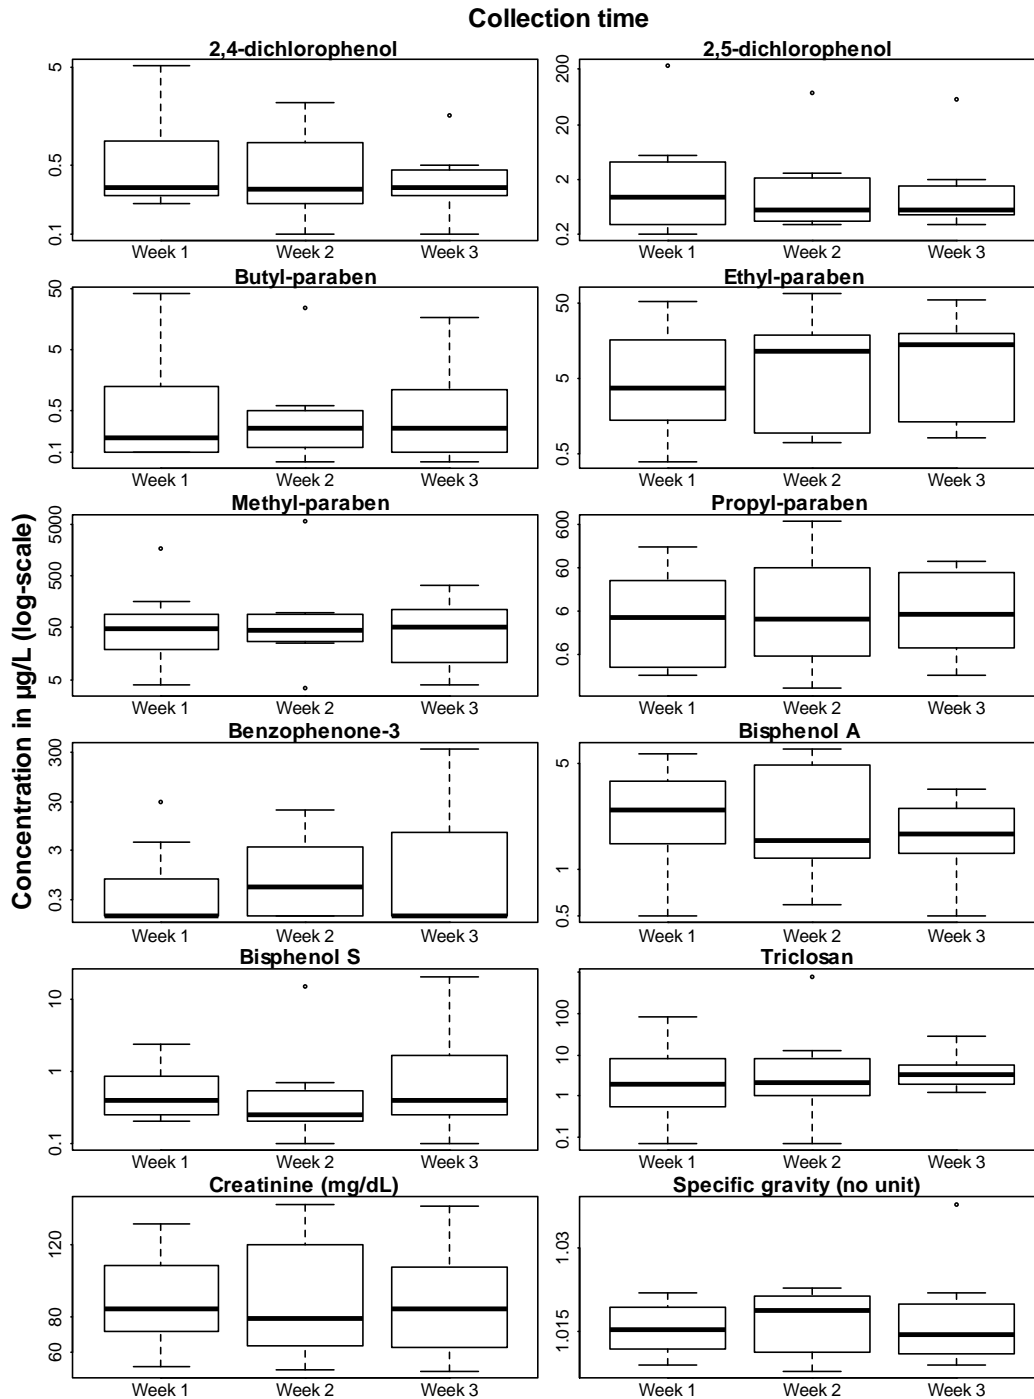 Collection time
2,4-dichlorophenol
5
0.5
0.1
Week 1 Week 2 Week 3
2,5-dichlorophenol
200
20
2
0.2
Week 1 Week 2 Week 3
Butyl-paraben
50
5
0.5
0.1
Week 1 Week 2 Week 3
Ethyl-paraben
50
5
0.5
Week 1 Week 2 Week 3
Methyl-paraben
5000
500
50
5
Week 1 Week 2 Week 3
Propyl-paraben
600
60
6
0.6
Week 1 Week 2 Week 3
Concentration in µg/L (log-scale)
Benzophenone-3
300
30
3
0.3
Week 1 Week 2 Week 3
Bisphenol A
5
1
0.5
Week 1 Week 2 Week 3
Bisphenol S
10
1
0.1
Week 1 Week 2 Week 3
Triclosan
100
10
1
0.1
Week 1 Week 2 Week 3
Creatinine (mg/dL)
120
80
60
Week 1 Week 2 Week 3
Specific gravity (no unit)
1.03
1.015
Week 1 Week 2 Week 3